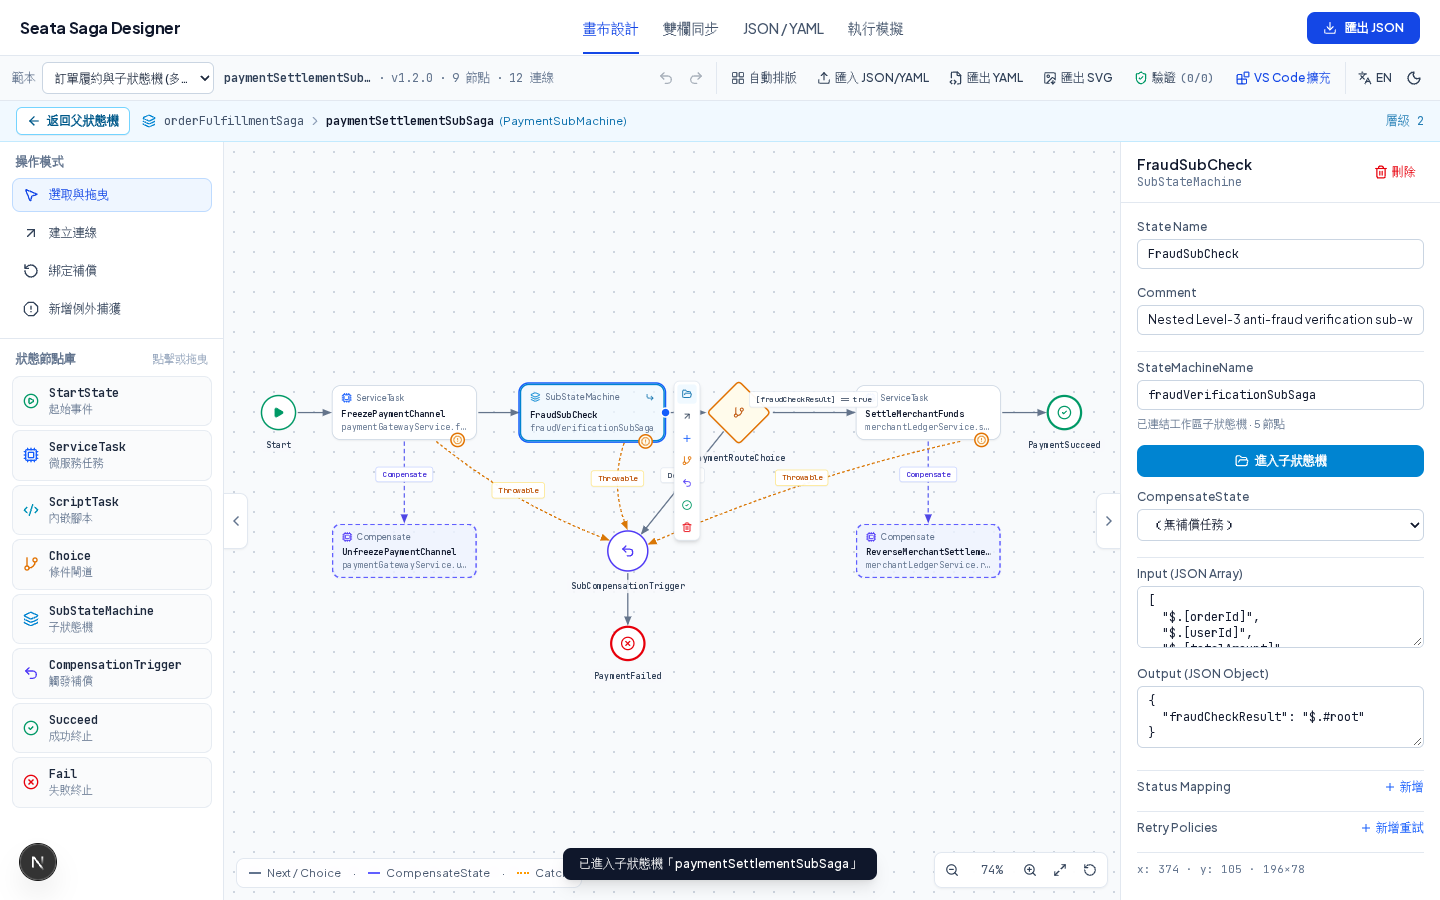 Seata Saga Designer
畫布設計
雙欄同步
JSON / YAML
執行模擬
匯出 JSON
範本
訂單履約與子狀態機 (多...
paymentSettlementSub… · v1.2.0 · 9 節點 · 12 連線
自動排版
匯入 JSON/YAML
匯出 YAML
匯出 SVG
驗證 (0/0)
VS Code 擴充
EN
返回父狀態機
orderFulfillmentSaga
paymentSettlementSubSaga (PaymentSubMachine)
層級 2
操作模式
選取與拖曳
建立連線
綁定補償
新增例外捕獲
狀態節點庫
點擊或拖曳
StartState
起始事件
ServiceTask
微服務任務
ScriptTask
內嵌腳本
Choice
條件閘道
SubStateMachine
子狀態機
CompensationTrigger
觸發補償
Succeed
成功終止
Fail
失敗終止
Start
ServiceTask
FreezePaymentChannel
paymentGatewayService.f…
SubStateMachine
FraudSubCheck
fraudVerificationSubSaga
[fraudCheckResult] == true
ServiceTask
SettleMerchantFunds
merchantLedgerService.s…
PaymentSucceed
ymentRouteChoice
Compensate
Throwable
Throwable
Throwable
Compensate
Compensate
UnfreezePaymentChannel
paymentGatewayService.u…
SubCompensationTrigger
Compensate
ReverseMerchantSettleme…
merchantLedgerService.r…
PaymentFailed
Next / Choice · CompensateState · Catc
已進入子狀態機「paymentSettlementSubSaga」
74%
FraudSubCheck
SubStateMachine
刪除
State Name
FraudSubCheck
Comment
Nested Level-3 anti-fraud verification sub-w
StateMachineName
fraudVerificationSubSaga
已連結工作區子狀態機 · 5 節點
進入子狀態機
CompensateState
(無補償任務)
Input (JSON Array)
[
"$.[orderId]",
"$.[userId]",
"$.[totalAmount]"
Output (JSON Object)
{
"fraudCheckResult": "$.#root"
}
Status Mapping
新增
Retry Policies
新增重試
x: 374 · y: 105 · 196×78